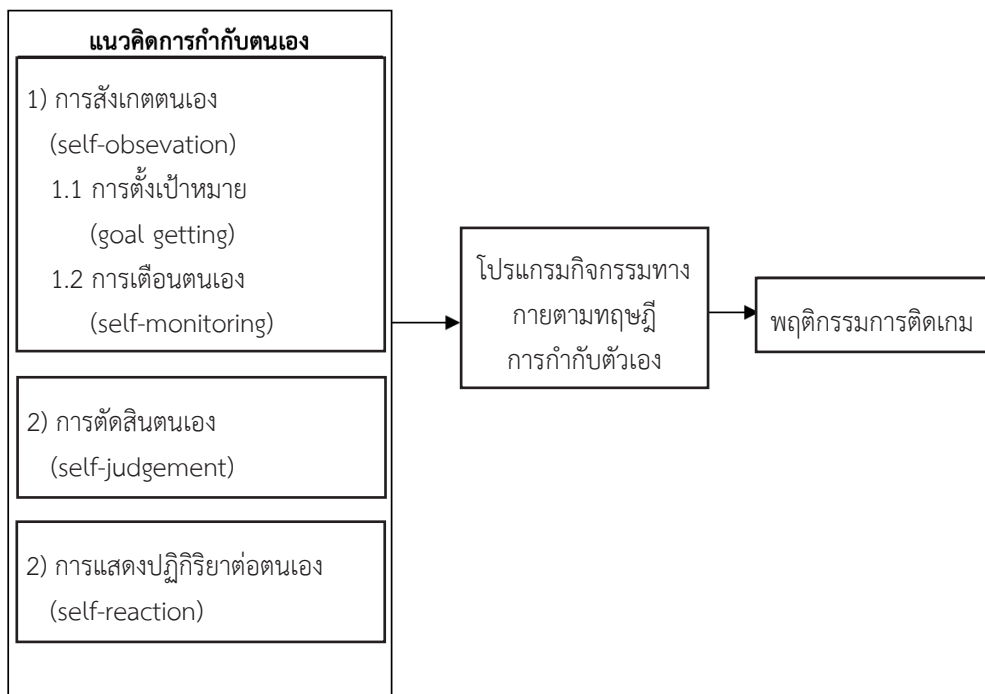 แนวคิดการกำกับตนเอง
1) การสังเกตตนเอง
(self-obsevation)
1.1 การตั้งเป้าหมาย
(goal getting)
1.2 การเตือนตนเอง
(self-monitoring)
2) การตัดสินตนเอง
(self-judgement)
2) การแสดงปฏิกิริยาต่อตนเอง
(self-reaction)
โปรแกรมกิจกรรมทาง
กายตามทฤษฎี
การกำกับตัวเอง
พฤติกรรมการติดเกม